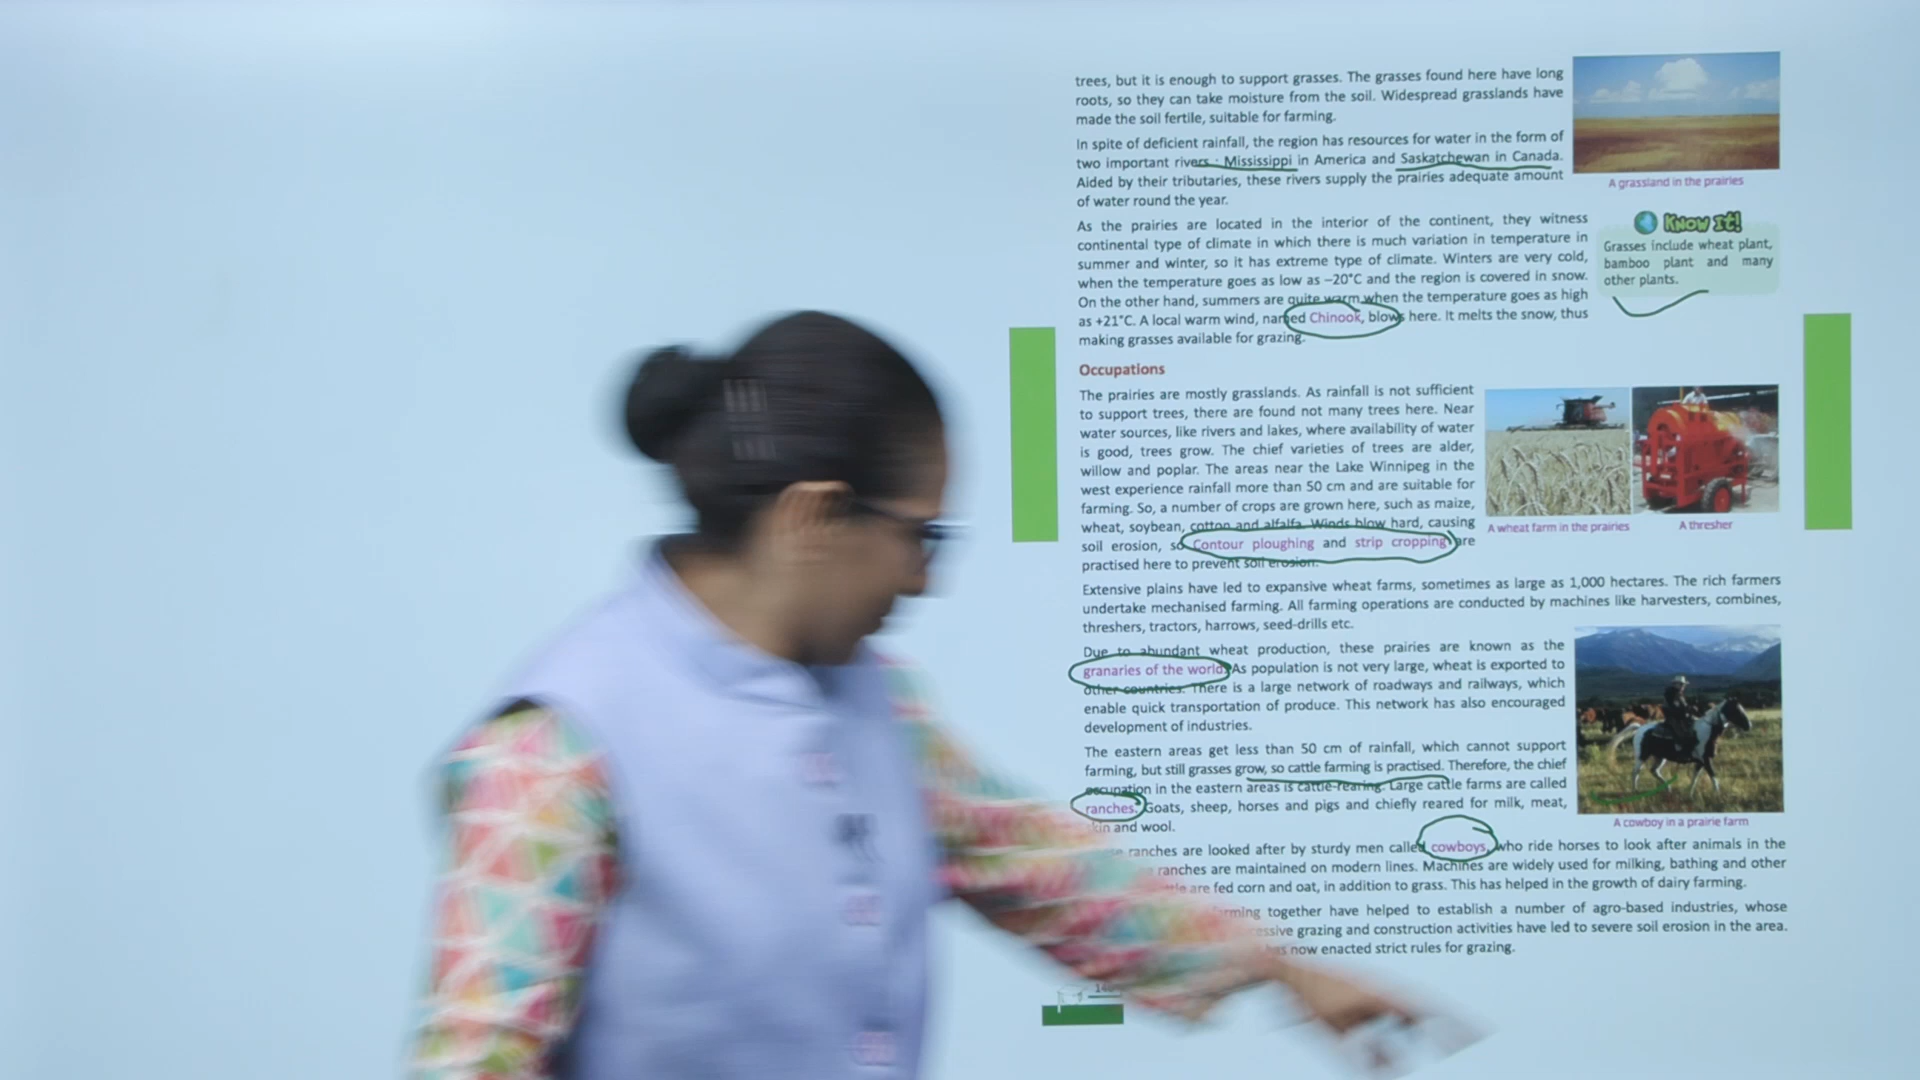 trees, but it is enough to support grasses. The grasses found here have long
roots, so they can take moisture from the soil. Widespread grasslands have
made the soil fertile, suitable for farming.
In spite of deficient rainfall, the region has resources for water in the form of
two important rivers : Mississippi in America and Saskatchewan in Canada.
Aided by their tributaries, these rivers supply the prairies adequate amount
of water round the year.
A grassland in the prairies
As the prairies are located in the interior of the continent, they witness
continental type of climate in which there is much variation in temperature in
summer and winter, so it has extreme type of climate. Winters are very cold,
when the temperature goes as low as –20°C and the region is covered in snow.
On the other hand, summers are quite warm when the temperature goes as high
as +21°C. A local warm wind, named Chinook, blows here. It melts the snow, thus
making grasses available for grazing.
Know It!
Grasses include wheat plant,
bamboo plant and many
other plants.
Occupations
The prairies are mostly grasslands. As rainfall is not sufficient
to support trees, there are found not many trees here. Near
water sources, like rivers and lakes, where availability of water
is good, trees grow. The chief varieties of trees are alder,
willow and poplar. The areas near the Lake Winnipeg in the
west experience rainfall more than 50 cm and are suitable for
farming. So, a number of crops are grown here, such as maize,
wheat, soybean, cotton and alfalfa. Winds blow hard, causing
soil erosion, so Contour ploughing and strip cropping are
practised here to prevent soil erosion.
A wheat farm in the prairies
A thresher
Extensive plains have led to expansive wheat farms, sometimes as large as 1,000 hectares. The rich farmers
undertake mechanised farming. All farming operations are conducted by machines like harvesters, combines,
threshers, tractors, harrows, seed-drills etc.
Due to abundant wheat production, these prairies are known as the
granaries of the world. As population is not very large, wheat is exported to
other countries. There is a large network of roadways and railways, which
enable quick transportation of produce. This network has also encouraged
development of industries.
The eastern areas get less than 50 cm of rainfall, which cannot support
farming, but still grasses grow, so cattle farming is practised. Therefore, the chief
occupation in the eastern areas is cattle-rearing. Large cattle farms are called
ranches. Goats, sheep, horses and pigs and chiefly reared for milk, meat,
skin and wool.
A cowboy in a prairie farm
ranches are looked after by sturdy men called cowboys, who ride horses to look after animals in the
ranches are maintained on modern lines. Machines are widely used for milking, bathing and other
are fed corn and oat, in addition to grass. This has helped in the growth of dairy farming.
together have helped to establish a number of agro-based industries, whose
grazing and construction activities have led to severe soil erosion in the area.
has now enacted strict rules for grazing.